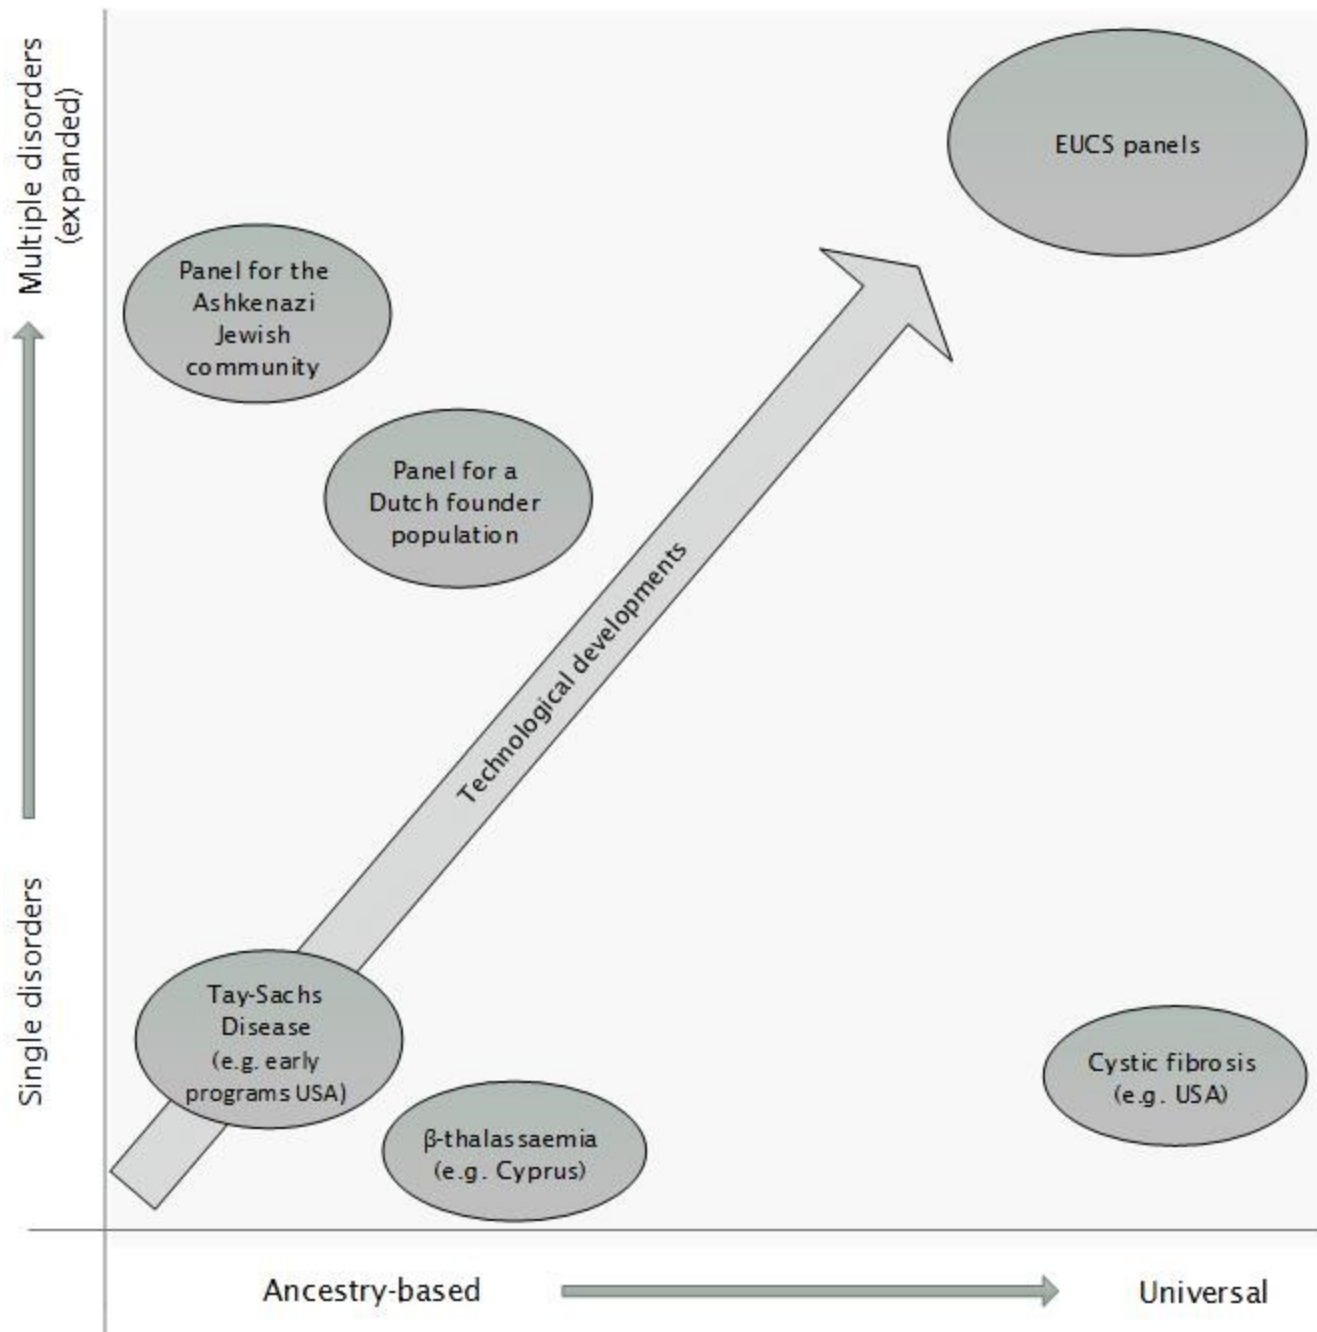 Multiple disorders
(expanded)
EUCS panels
Panel for the
Ashkenazi
Jewish
community
Panel for a
Dutch founder
population
Technological developments
Single disorders
Tay-Sachs
Disease
(e.g. early
programs USA)
Cystic fibrosis
(e.g. USA)
β-thalassaemia
(e.g. Cyprus)
Ancestry-based
Universal